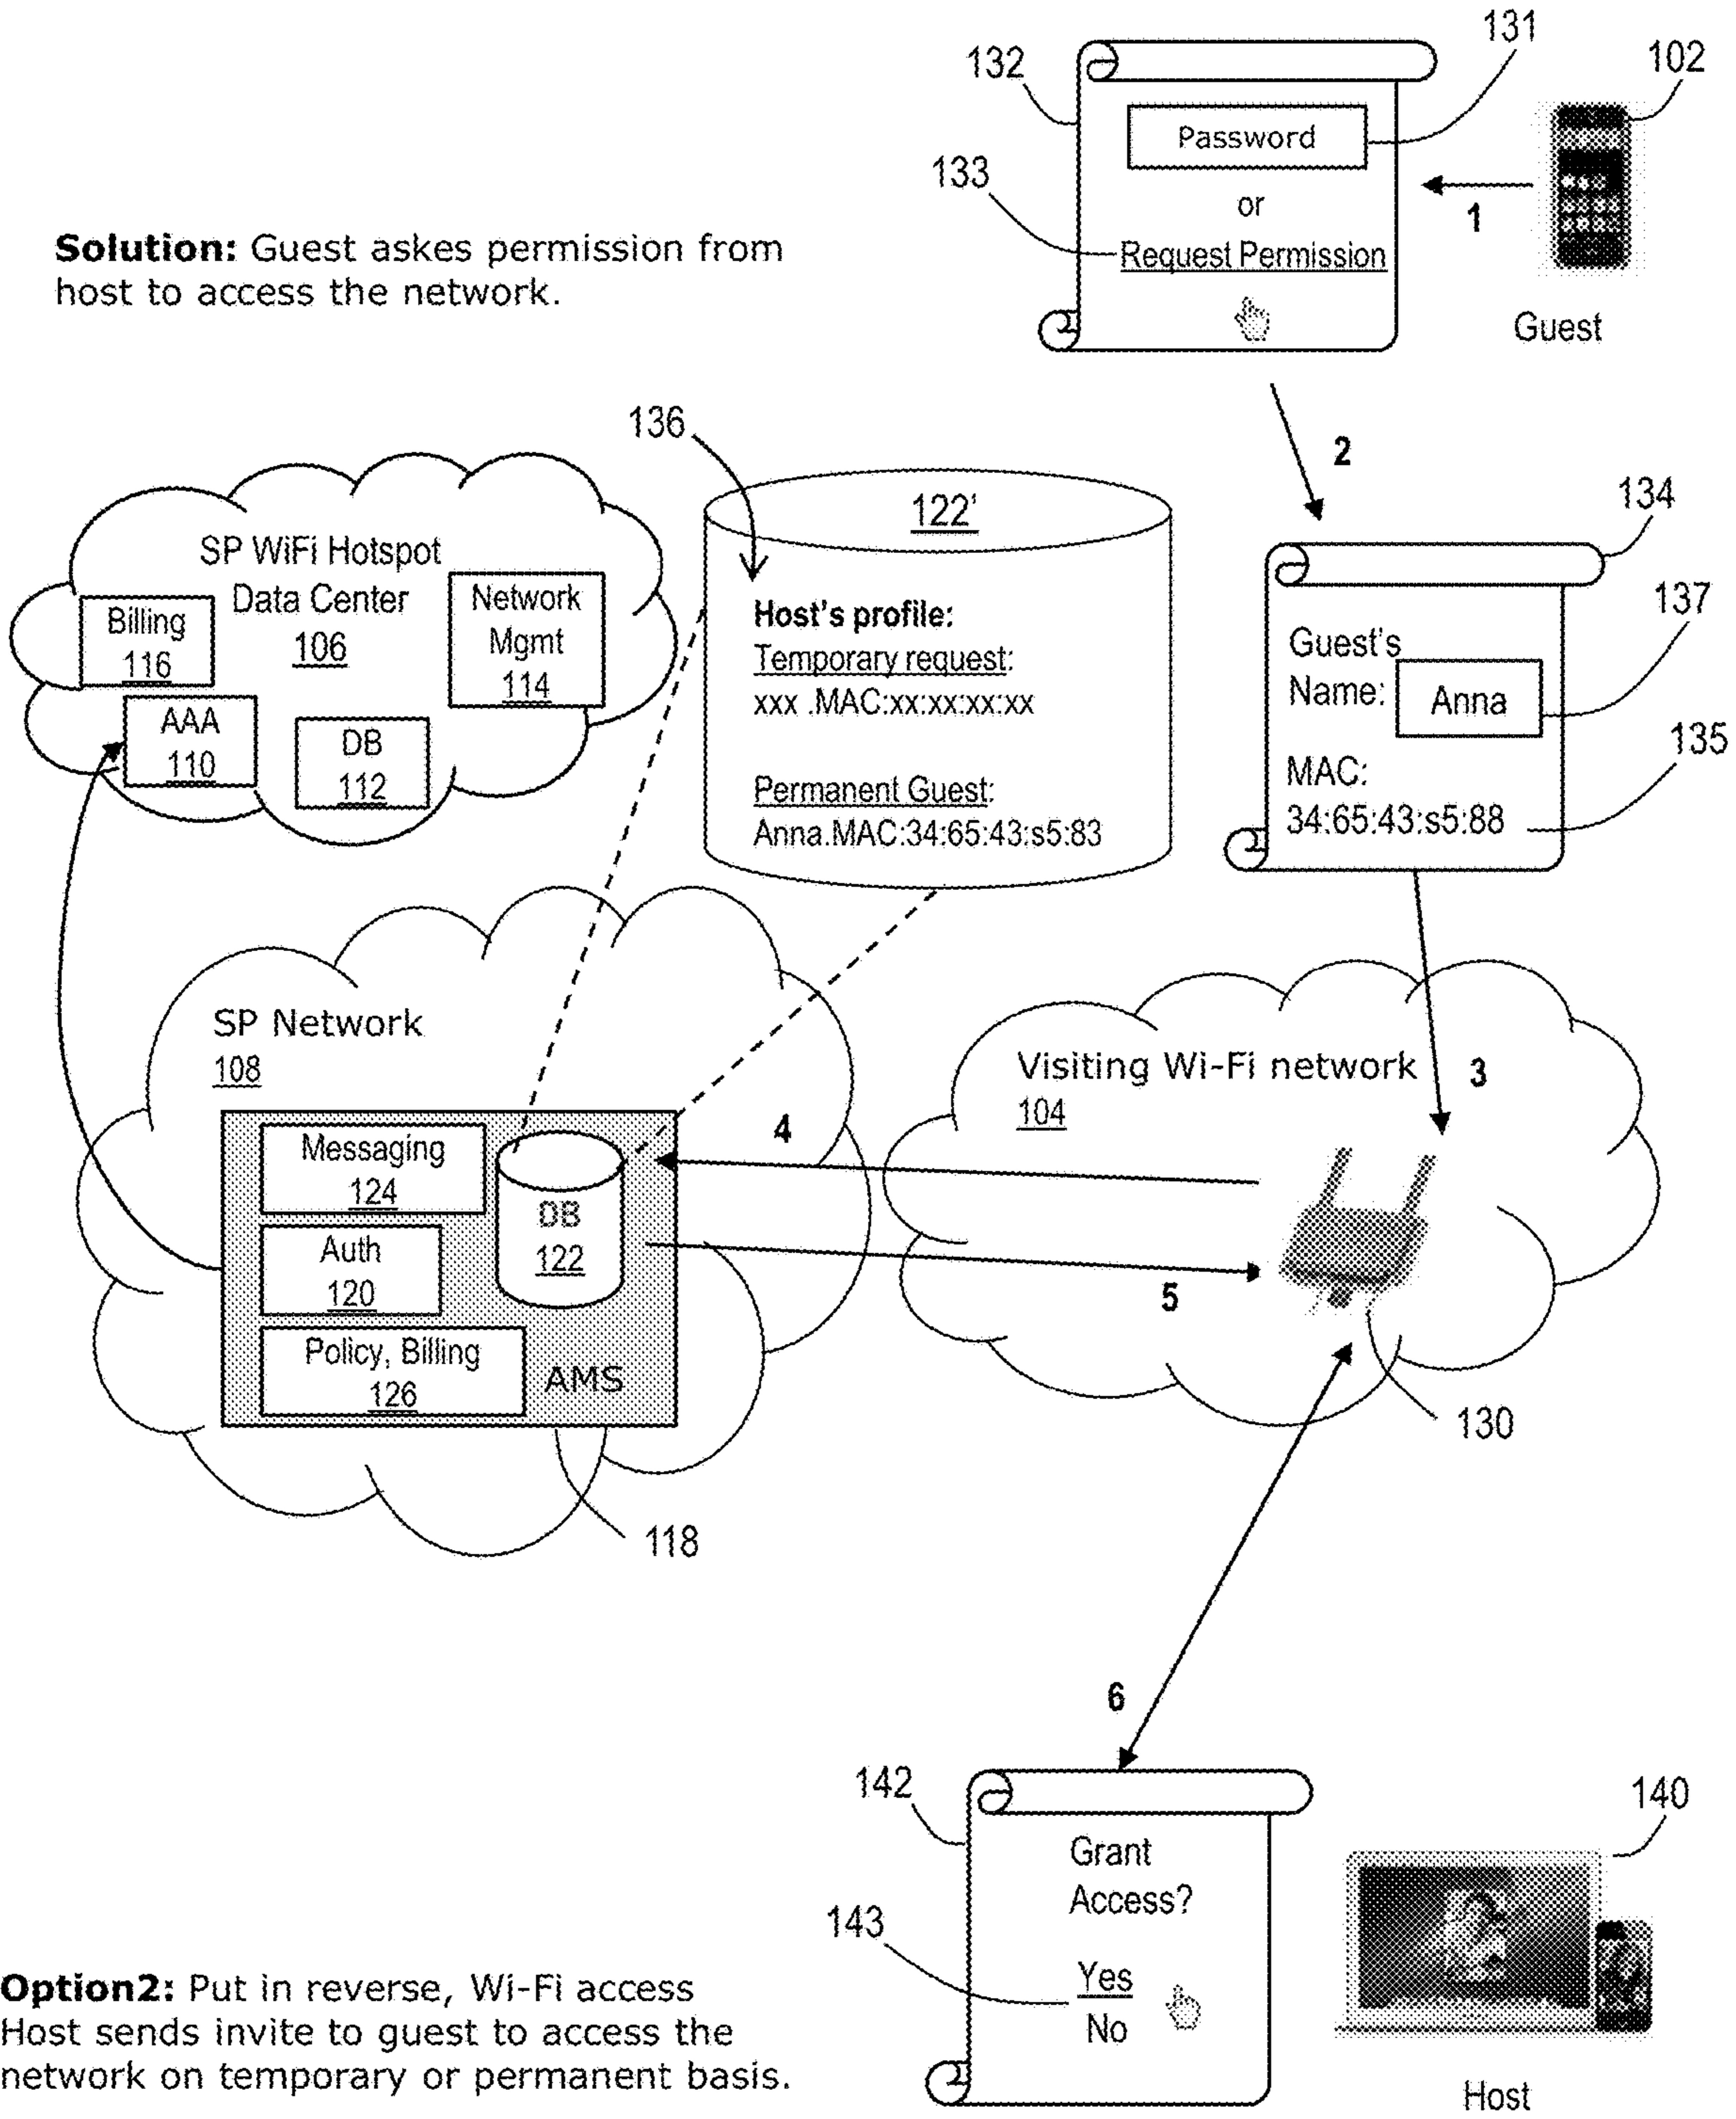 131
132
102
Password
133
or
1
Request Permission
Guest
Solution: Guest askes permission from
host to access the network.
136
2
122'
134
SP WiFi Hotspot
Data Center
106
Billing
116
Network
Mgmt
114
AAA
110
DB
112
Host's profile:
Temporary request:
xxx .MAC:xx:xx:xx:xx
Permanent Guest:
Anna.MAC:34:65:43:s5:83
137
Guest's
Name:
Anna
135
MAC:
34:65:43:s5:88
SP Network
108
Visiting Wi-Fi network
104
3
4
Messaging
124
DB
122
Auth
120
5
Policy, Billing
126
AMS
130
118
6
142
140
Grant
Access?
143
Yes
No
Option2: Put in reverse, Wi-Fi access
Host sends invite to guest to access the
network on temporary or permanent basis.
Host